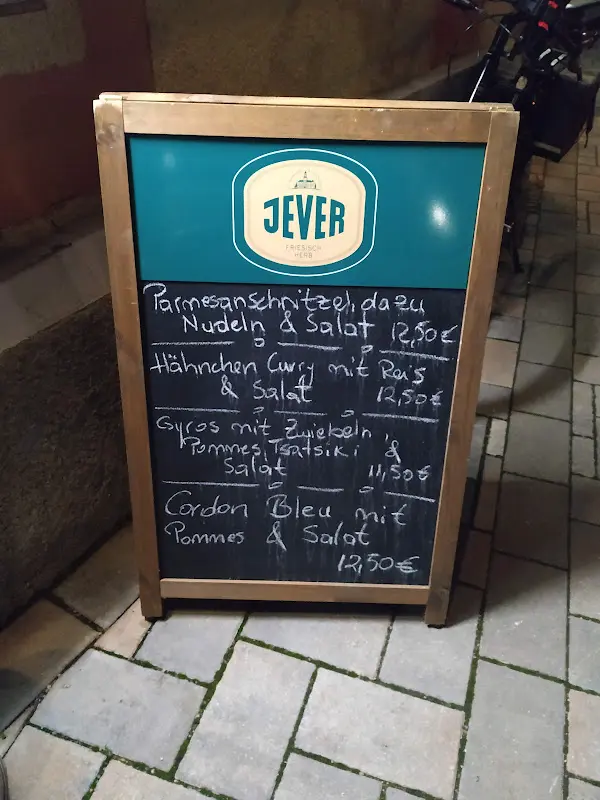 JEVER
FRIESISCH
HERB
Parmesanschnitzel, dazu
Nudeln & Salat 12,50 €
Hähnchen Curry mit Reis
& Salat 12,50 €
Gyros mit Zwiebeln,
Pommes, Tsatsiki &
Salat 11,50 €
Cordon Bleu mit
Pommes & Salat
12,50 €